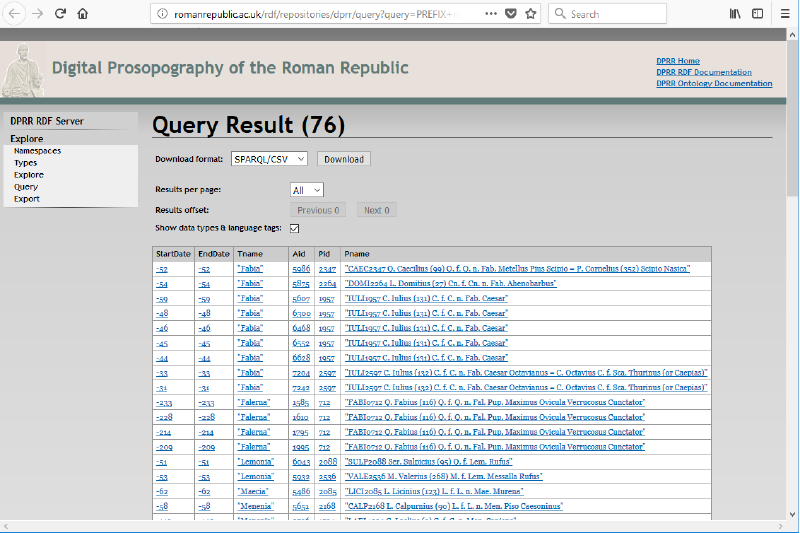 romanrepublic.ac.uk/rdf/repositories/dprr/query?query=PREFIX+
Search
Digital Prosopography of the Roman Republic
DPRR Home
DPRR RDF Documentation
DPRR Ontology Documentation
DPRR RDF Server
Explore
Namespaces
Types
Explore
Query
Export
Query Result (76)
Download format: SPARQL/CSV Download
Results per page: All
Results offset: Previous 0 Next 0
Show data types & language tags:
StartDate EndDate Tname Aid Pid Pname
-52 -52 "Fabia" 5986 2347 "CAEC2347 Q. Caecilius (99) Q. f. Q. n. Fab. Metellus Pius Scipio = P. Cornelius (352) Scipio Nasica"
-54 -54 "Fabia" 5875 2264 "DOMI2264 L. Domitius (27) Cn. f. Cn. n. Fab. Ahenobarbus"
-59 -59 "Fabia" 5607 1957 "IULI1957 C. Iulius (131) C. f. C. n. Fab. Caesar"
-48 -48 "Fabia" 6300 1957 "IULI1957 C. Iulius (131) C. f. C. n. Fab. Caesar"
-46 -46 "Fabia" 6468 1957 "IULI1957 C. Iulius (131) C. f. C. n. Fab. Caesar"
-45 -45 "Fabia" 6552 1957 "IULI1957 C. Iulius (131) C. f. C. n. Fab. Caesar"
-44 -44 "Fabia" 6628 1957 "IULI1957 C. Iulius (131) C. f. C. n. Fab. Caesar"
-33 -33 "Fabia" 7204 2597 "IULI2597 C. Iulius (132) C. f. C. n. Fab. Caesar Octavianus = C. Octavius C. f. Sca. Thurinus (or Caepias)"
-31 -31 "Fabia" 7242 2597 "IULI2597 C. Iulius (132) C. f. C. n. Fab. Caesar Octavianus = C. Octavius C. f. Sca. Thurinus (or Caepias)"
-233 -233 "Falerna" 1585 712 "FABI0712 Q. Fabius (116) Q. f. Q. n. Fal. Pup. Maximus Ovicula Verrucosus Cunctator"
-228 -228 "Falerna" 1610 712 "FABI0712 Q. Fabius (116) Q. f. Q. n. Fal. Pup. Maximus Ovicula Verrucosus Cunctator"
-214 -214 "Falerna" 1795 712 "FABI0712 Q. Fabius (116) Q. f. Q. n. Fal. Pup. Maximus Ovicula Verrucosus Cunctator"
-209 -209 "Falerna" 1995 712 "FABI0712 Q. Fabius (116) Q. f. Q. n. Fal. Pup. Maximus Ovicula Verrucosus Cunctator"
-51 -51 "Lemonia" 6043 2088 "SULP2088 Ser. Sulpicius (95) Q. f. Lem. Rufus"
-53 -53 "Lemonia" 5932 2536 "VALE2536 M. Valerius (268) M. f. Lem. Messalla Rufus"
-62 -62 "Maecia" 5486 2085 "LICI2085 L. Licinius (123) L. f. L. n. Mae. Murena"
-58 -58 "Menenia" 5651 2168 "CALP2168 L. Calpurnius (90) L. f. L. n. Men. Piso Caesoninus"